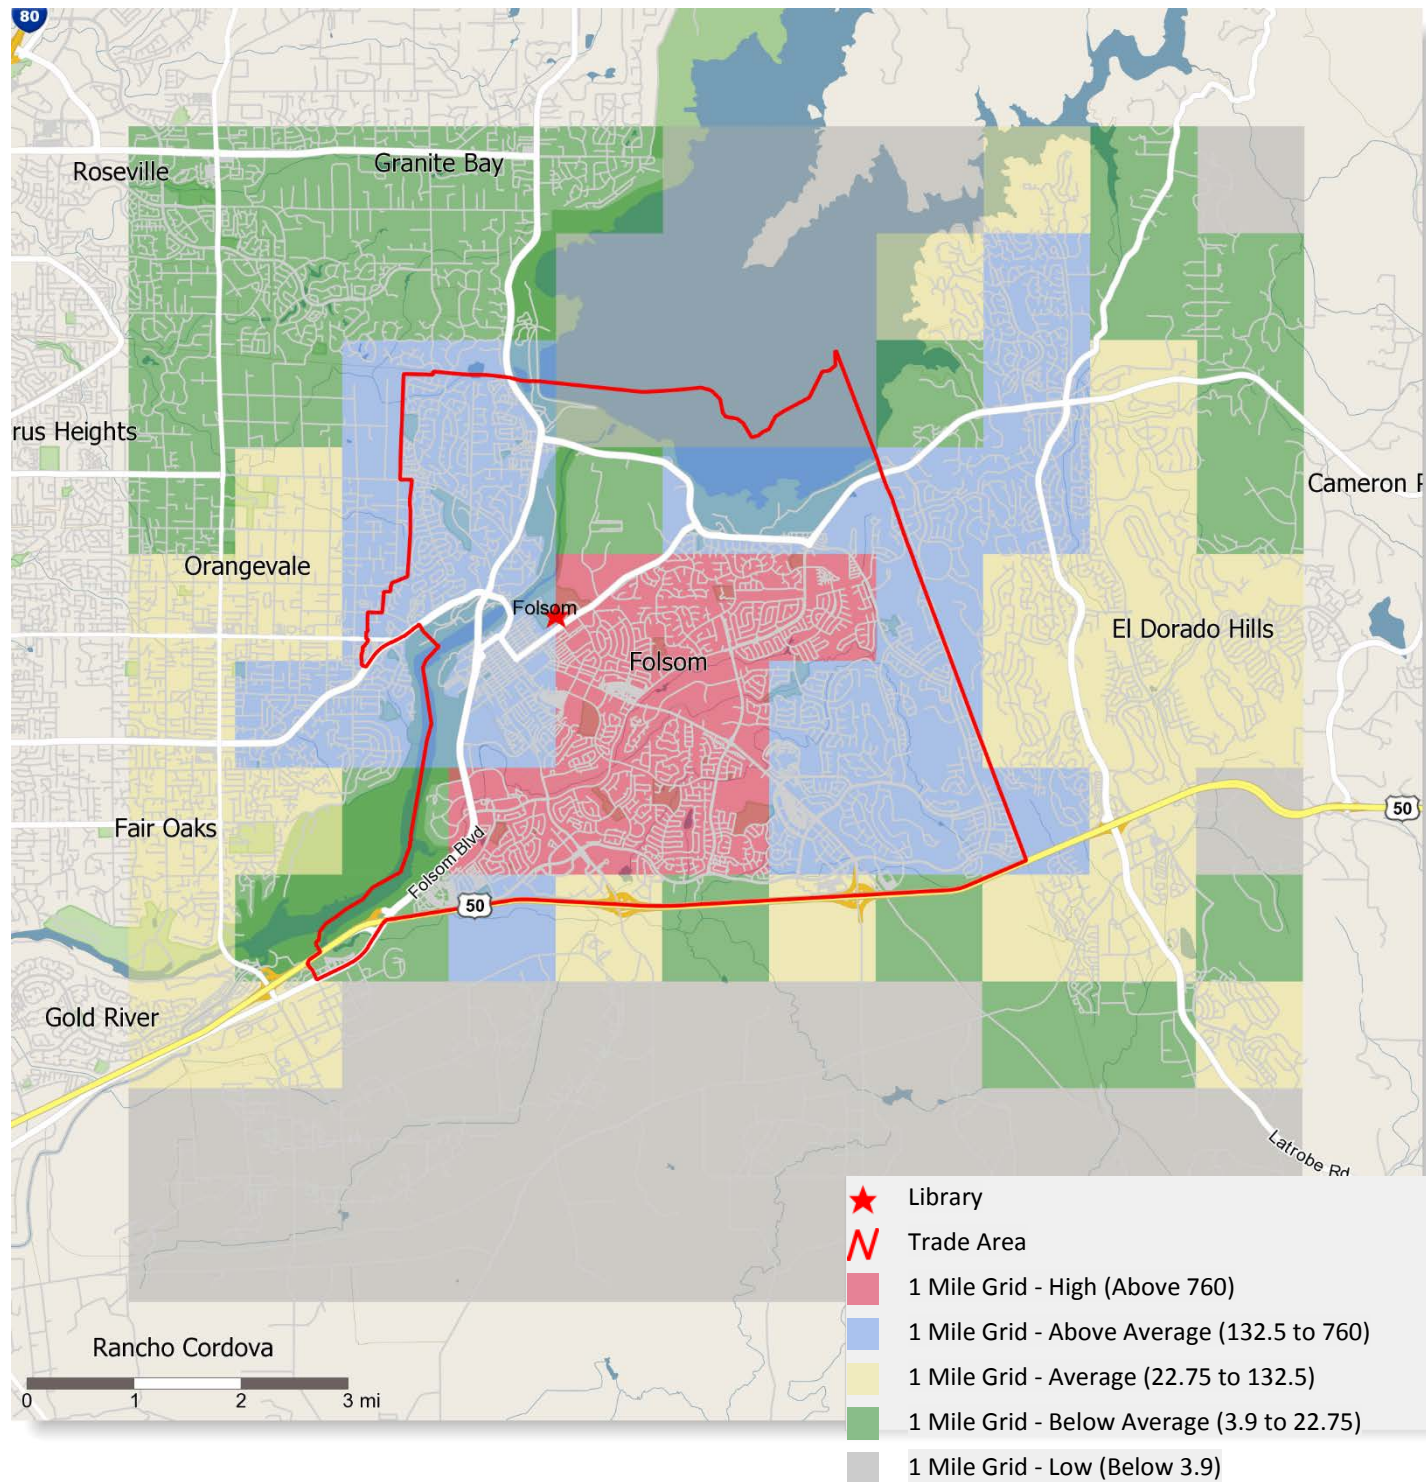 80
Roseville
Granite Bay
rus Heights
Cameron
Orangevale
Folsom
El Dorado Hills
Folsom
Fair Oaks
50
Folsom Blvd
50
Gold River
Latrobe Rd
Library
Trade Area
1 Mile Grid - High (Above 760)
1 Mile Grid - Above Average (132.5 to 760)
Rancho Cordova
1 Mile Grid - Average (22.75 to 132.5)
0 1 2 3 mi
1 Mile Grid - Below Average (3.9 to 22.75)
1 Mile Grid - Low (Below 3.9)